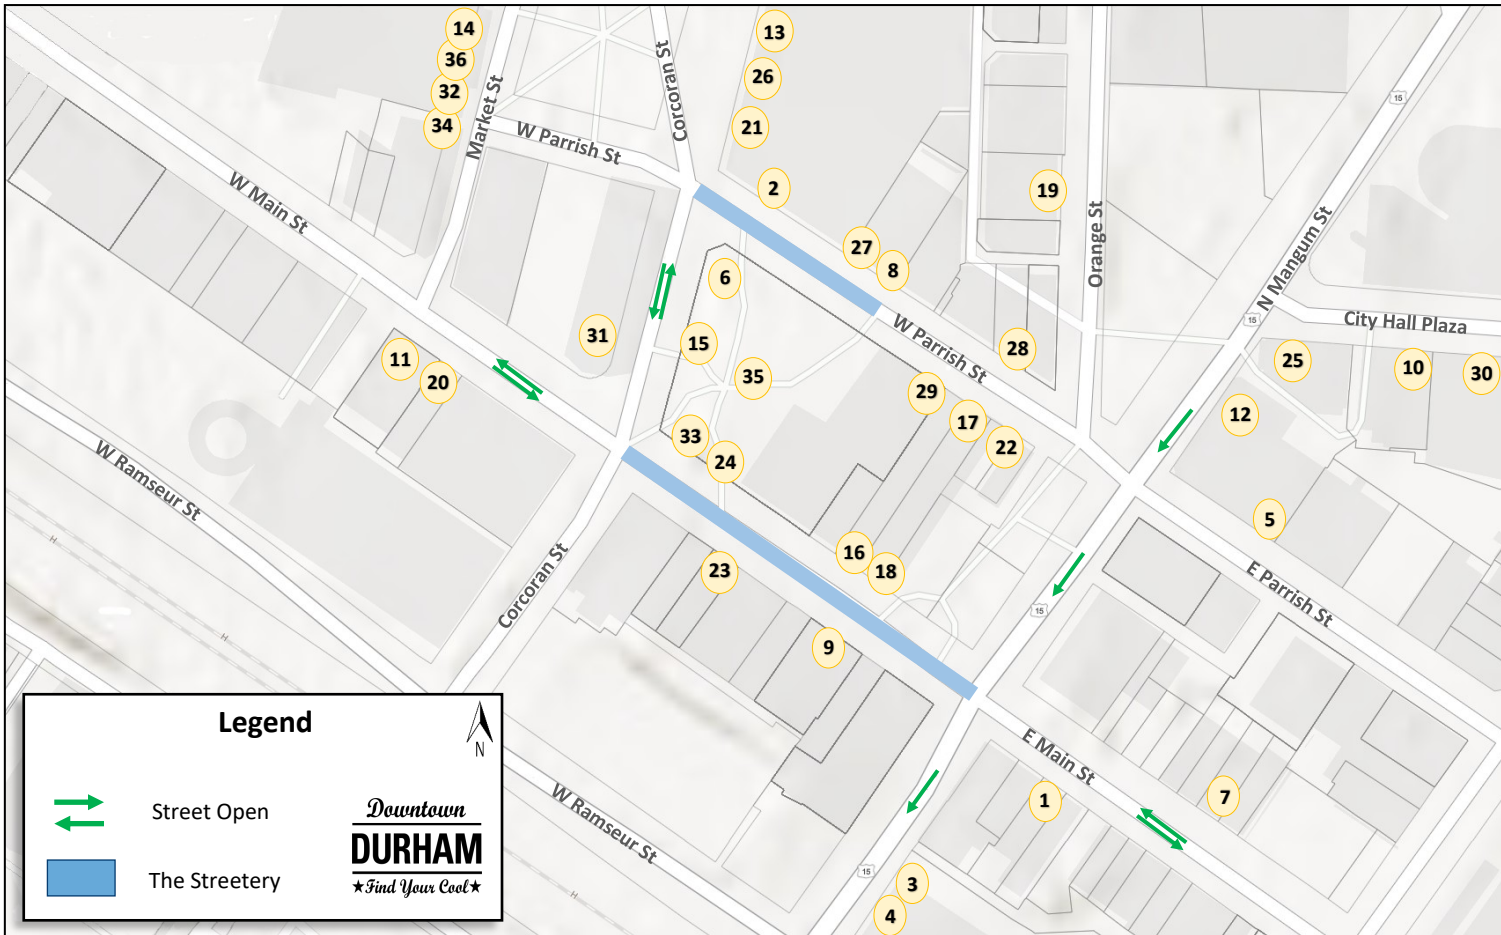 14
36
32
34
Market St
W Parrish St
Corcoran St
13
26
21
2
27
8
19
Orange St
15
N Mangum St
15
City Hall Plaza
W Main St
6
15
31
35
11
20
W Parrish St
28
25
10
30
12
29
17
22
33
24
5
W Ramseur St
H
H
Corcoran St
23
16
18
9
15
E Parrish St
E Main St
1
7
W Ramseur St
H
15
3
4
Legend
N
Street Open
The Streetery
Downtown
DURHAM
★Find Your Cool★